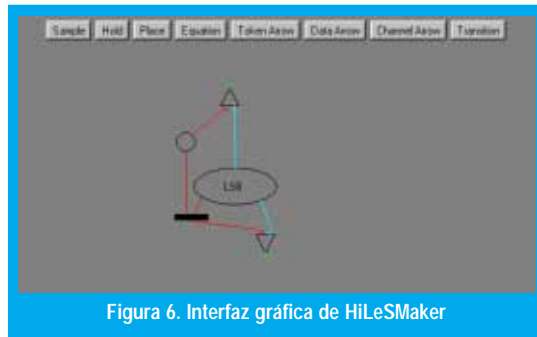 Sample Hold Place Equation Token Arrow Data Arrow Channel Arrow Transition
LSB
Figura 6. Interfaz gráfica de HiLeSMaker